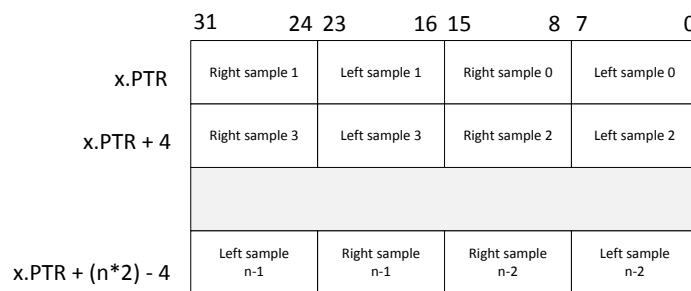 31 24 23 16 15 8 7 0
x.PTR Right sample 1 Left sample 1 Right sample 0 Left sample 0
x.PTR + 4 Right sample 3 Left sample 3 Right sample 2 Left sample 2
x.PTR + (n*2) - 4 Left sample Right sample Right sample Left sample
n-1 n-1 n-2 n-2